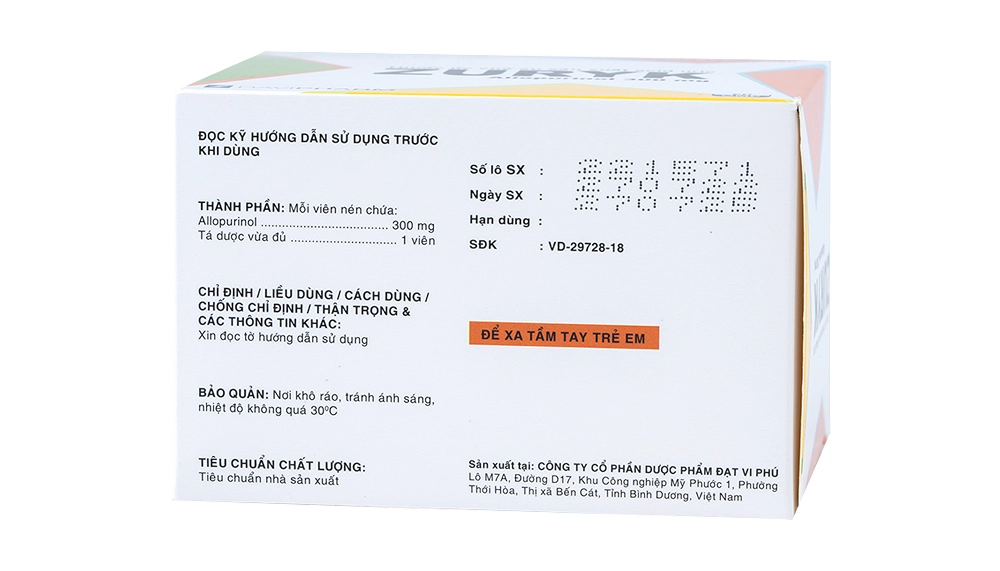 ZURYK
ĐỌC KỸ HƯỚNG DẪN SỬ DỤNG TRƯỚC
KHI DÙNG
THÀNH PHẦN: Mỗi viên nén chứa:
Allopurinol ..................................... 300 mg
Tá dược vừa đủ ............................... 1 viên
CHỈ ĐỊNH / LIỀU DÙNG / CÁCH DÙNG /
CHỐNG CHỈ ĐỊNH / THẬN TRỌNG &
CÁC THÔNG TIN KHÁC:
Xin đọc tờ hướng dẫn sử dụng
BẢO QUẢN: Nơi khô ráo, tránh ánh sáng,
nhiệt độ không quá 30⁰C
TIÊU CHUẨN CHẤT LƯỢNG:
Tiêu chuẩn nhà sản xuất
Số lô SX :
Ngày SX :
Hạn dùng :
SĐK : VD-29728-18
ĐỂ XA TẦM TAY TRẺ EM
Sản xuất tại: CÔNG TY CỔ PHẦN DƯỢC PHẨM ĐẠT VI PHÚ
Lô M7A, Đường D17, Khu Công nghiệp Mỹ Phước 1, Phường
Thới Hòa, Thị xã Bến Cát, Tỉnh Bình Dương, Việt Nam